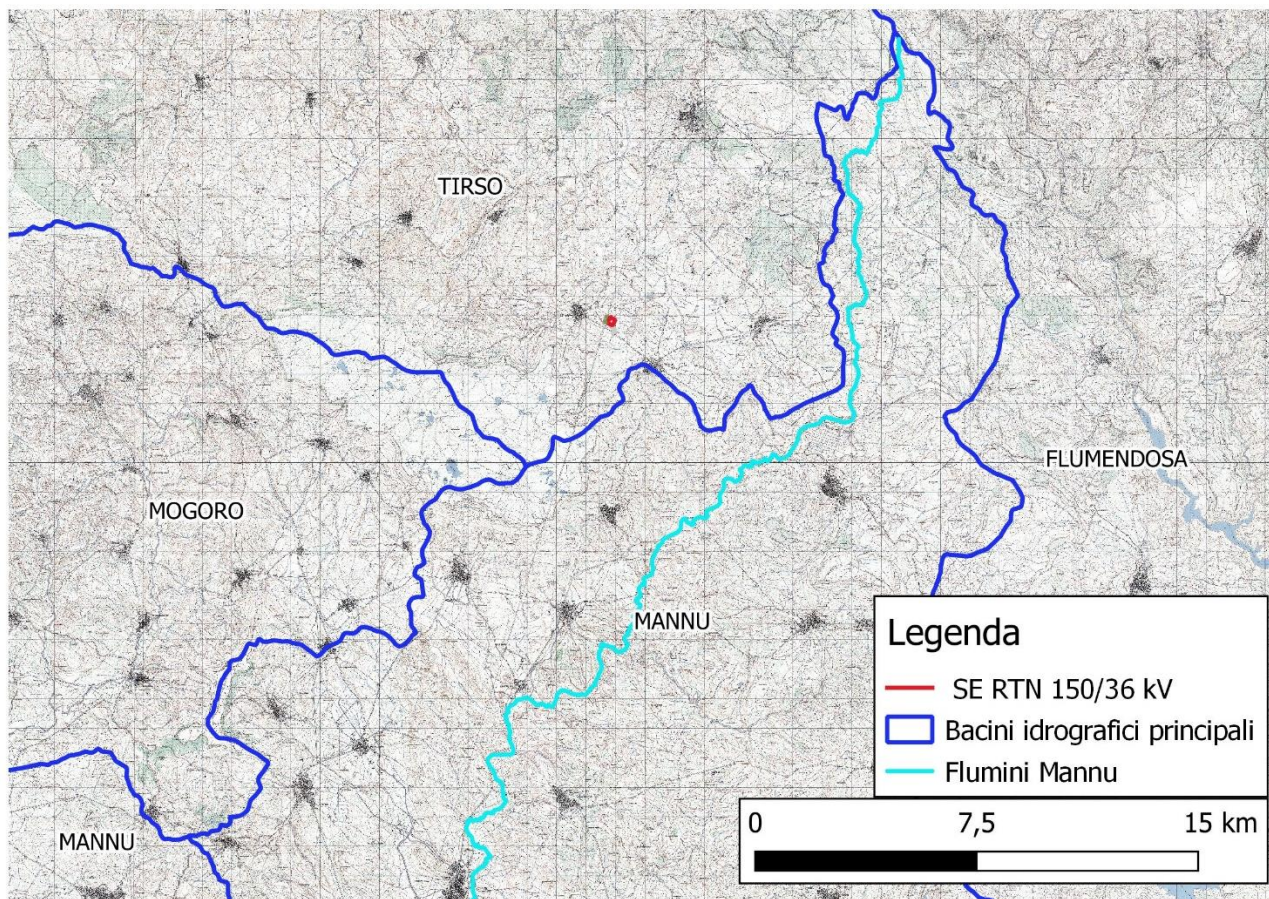 TIRSO
FLUMENDOSA
MOGORO
MANNU
MANNU
Legenda
SE RTN 150/36 kV
Bacini idrografici principali
Flumini Mannu
0 7,5 15 km